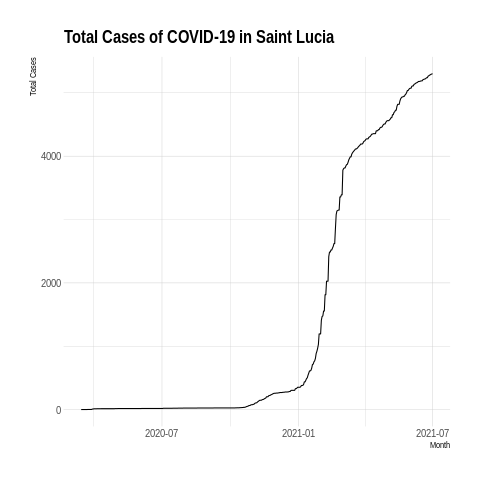 Total Cases of COVID-19 in Saint Lucia
Total Cases
4000
2000
0
2020-07
2021-01
2021-07
Month